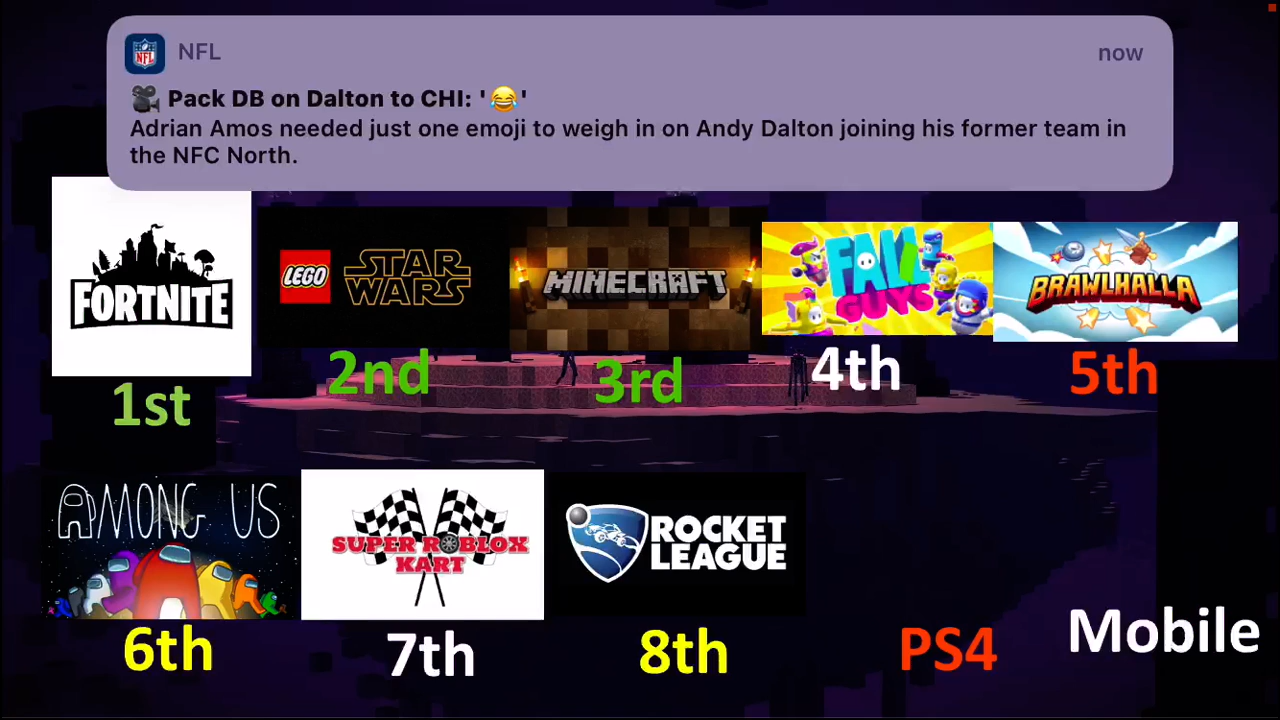 NFL
now
🎥 Pack DB on Dalton to CHI: '😂'
Adrian Amos needed just one emoji to weigh in on Andy Dalton joining his former team in
the NFC North.
FORTNITE
LEGO STAR WARS
MINECRAFT
FALL GUYS
BRAWLHALLA
1st
2nd
3rd
4th
5th
AMONG US
SUPER ROBLOX
KART
ROCKET
LEAGUE
6th
7th
8th
PS4
Mobile